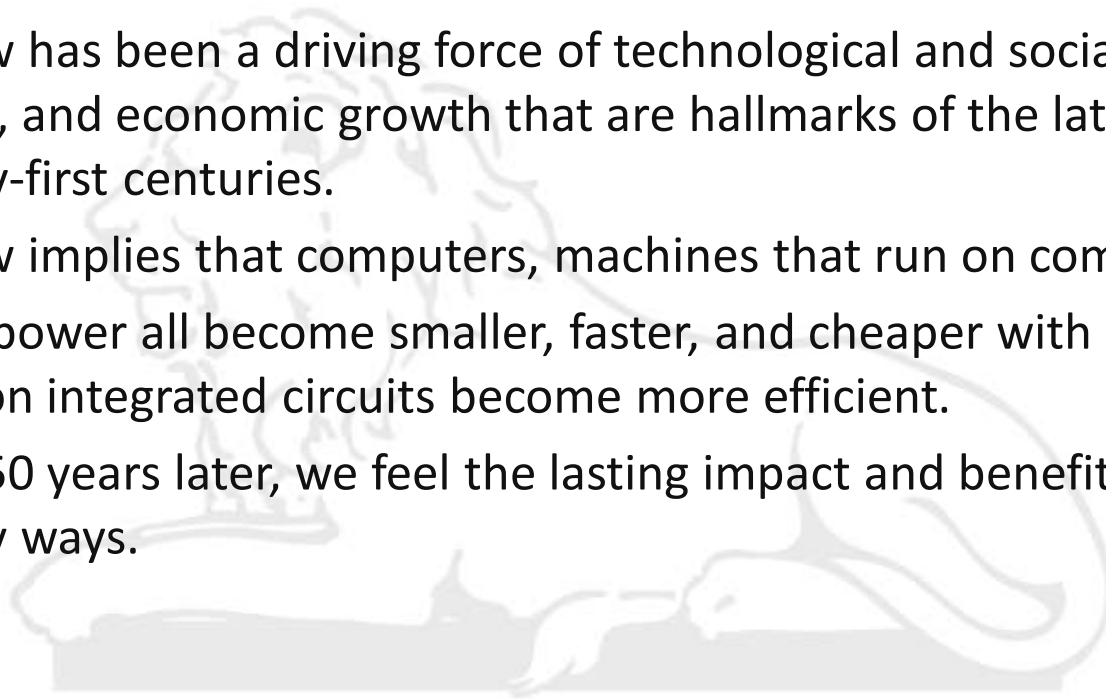 has been a driving force of technological and socia
, and economic growth that are hallmarks of the lat
y-first centuries.
implies that computers, machines that run on com
power all become smaller, faster, and cheaper with
on integrated circuits become more efficient.
50 years later, we feel the lasting impact and benefit
ways.